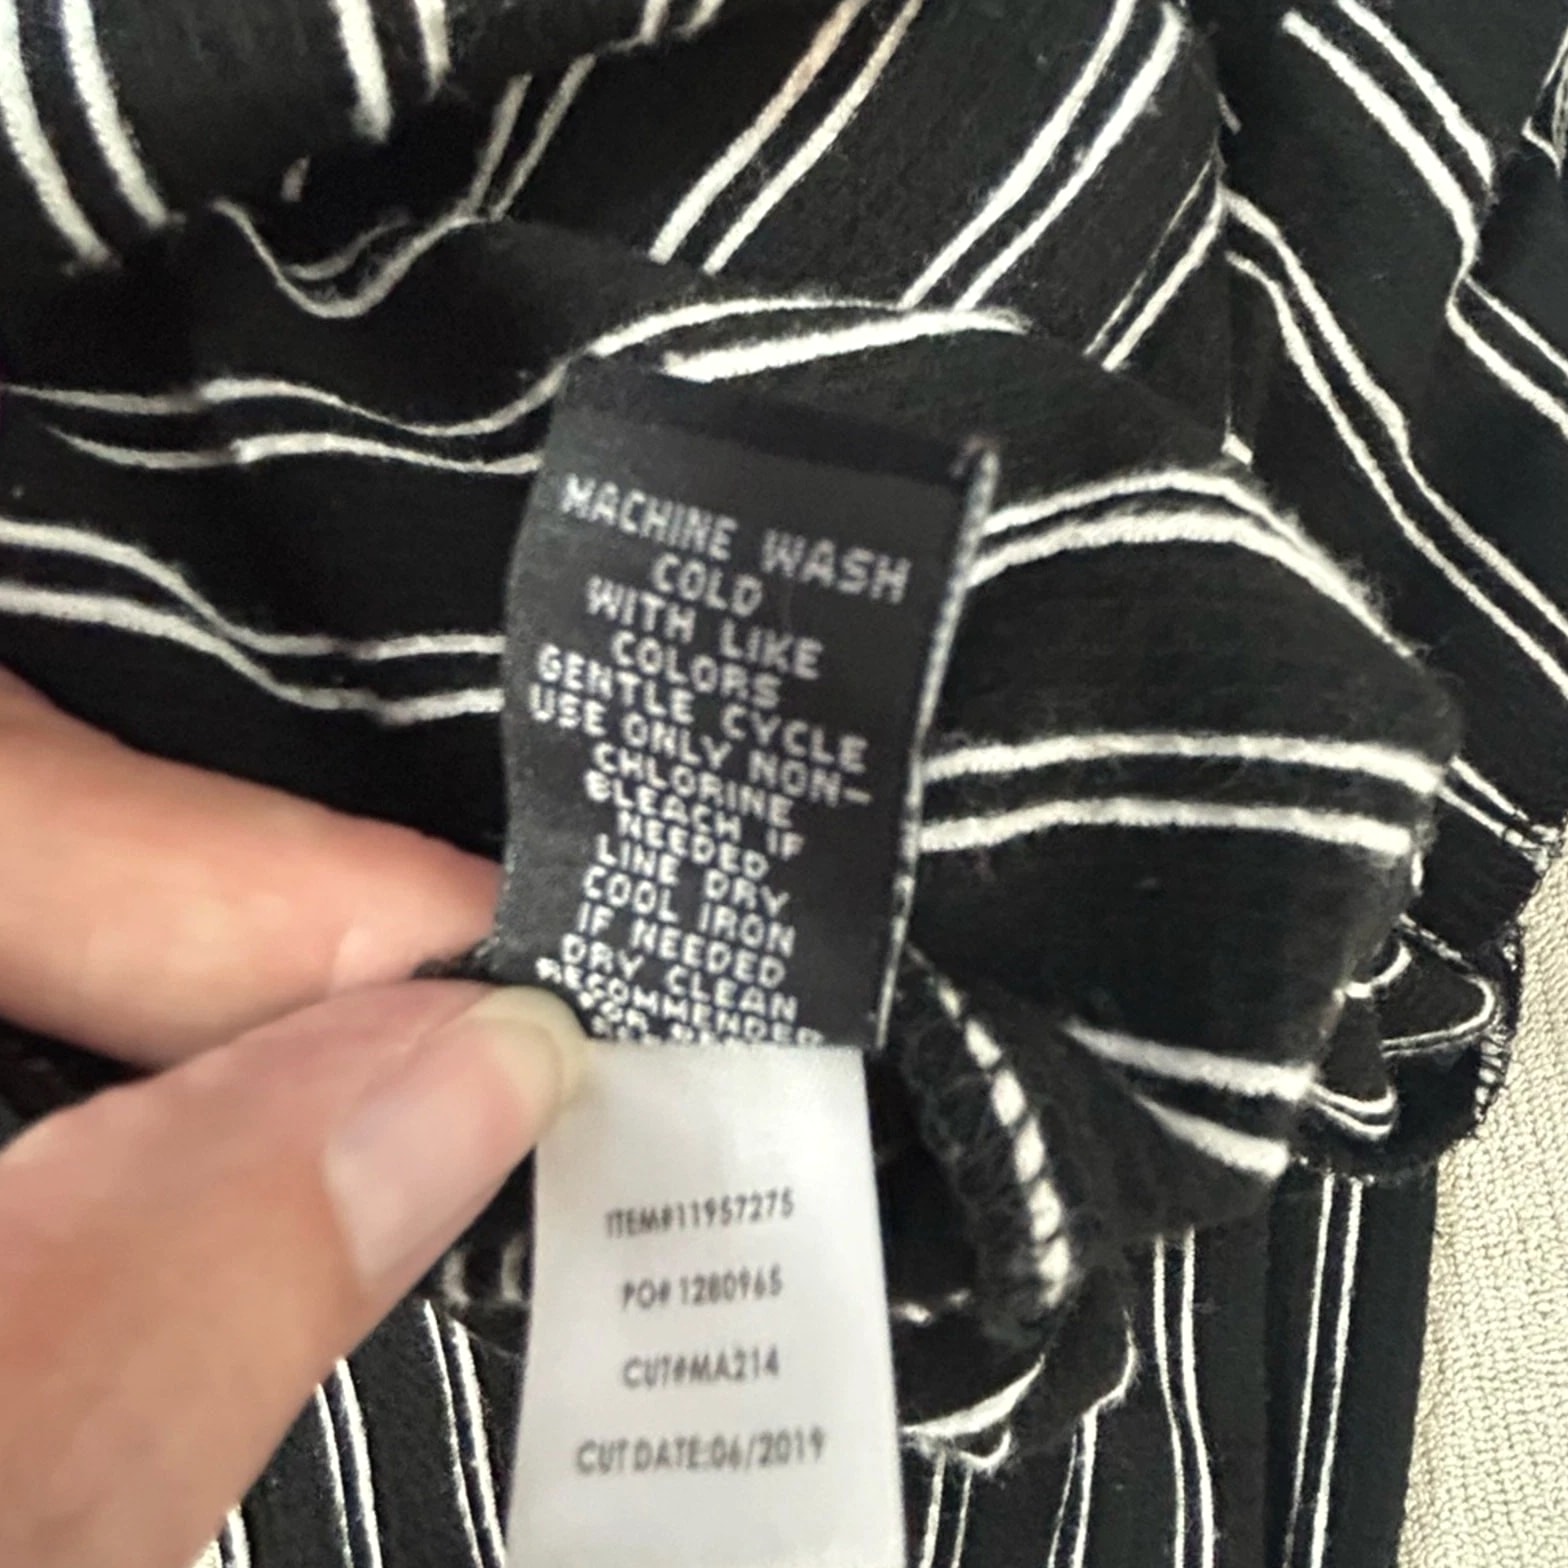 MACHINE WASH
COLD
WITH LIKE
COLORS
GENTLE CYCLE
USE ONLY NON-
CHLORINE
BLEACH IF
NEEDED
LINE DRY
COOL IRON
IF NEEDED
DRY CLEAN
ITEM#11957275
PO# 1280965
CUT#MA214
CUT DATE:06/2019